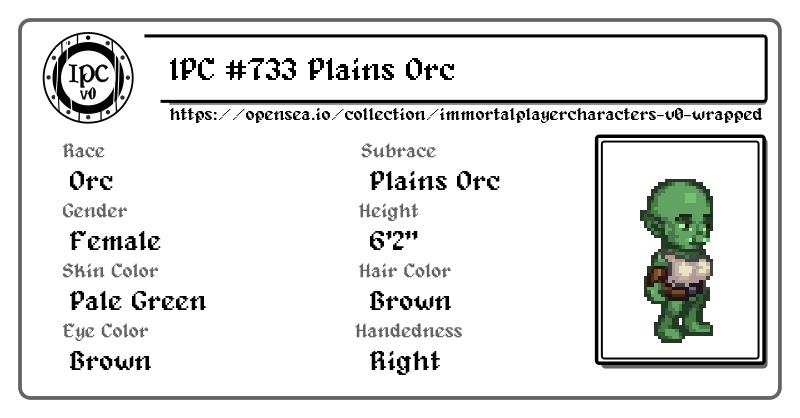 IPC
v0
IPC #733 Plains Orc
https://opensea.io/collection/immortalplayercharacters-v0-wrapped
Race
Orc
Subrace
Plains Orc
Gender
Female
Height
6'2"
Skin Color
Pale Green
Hair Color
Brown
Eye Color
Brown
Handedness
Right